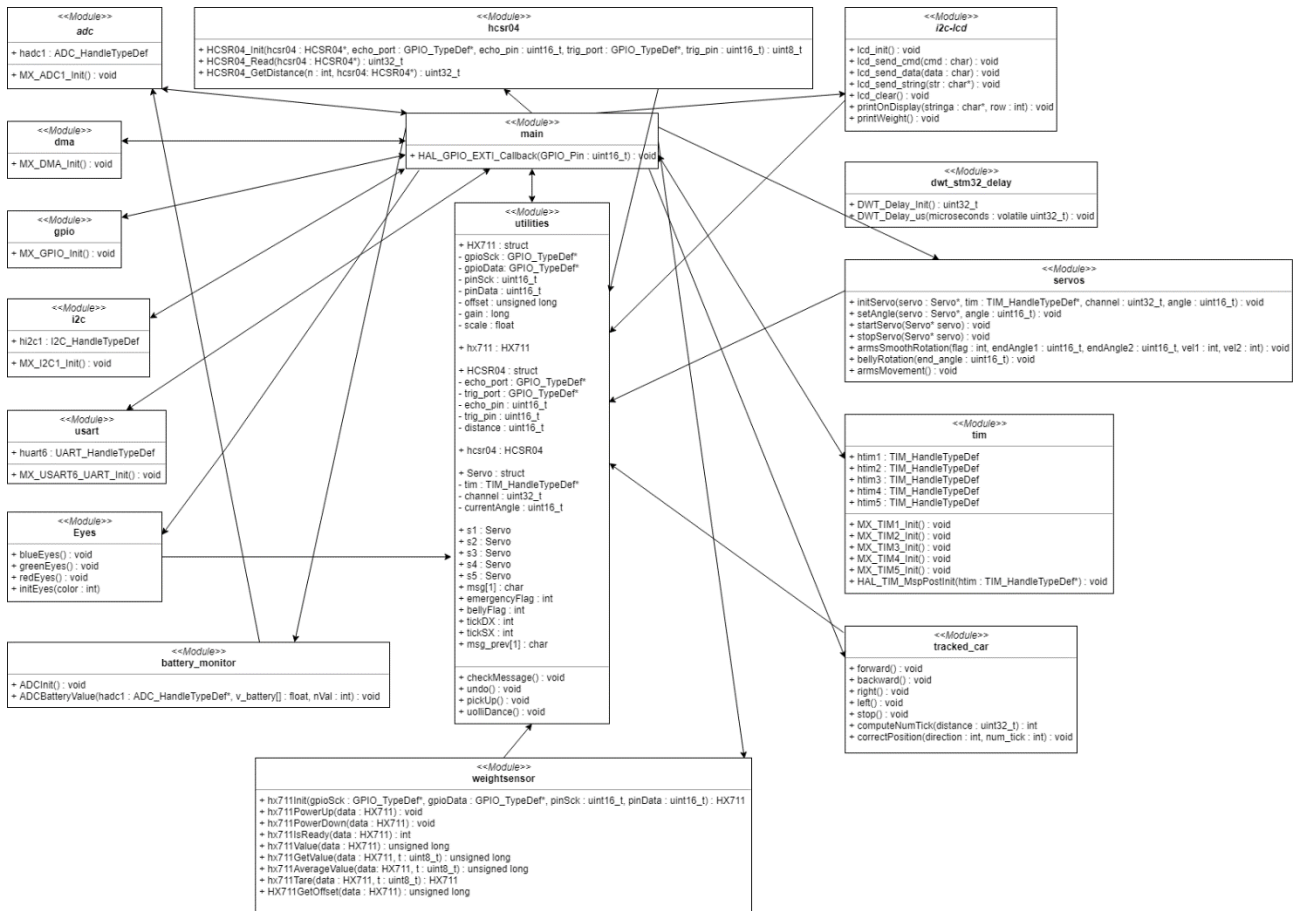 <<Module>>
adc
+ hadc1 : ADC_HandleTypeDef
+ MX_ADC1_Init() : void
<<Module>>
hcsr04
+ HCSR04_Init(hcsr04 : HCSR04*, echo_port : GPIO_TypeDef*, echo_pin : uint16_t, trig_port : GPIO_TypeDef*, trig_pin : uint16_t) : uint8_t
+ HCSR04_Read(hcsr04 : HCSR04*) : uint32_t
+ HCSR04_GetDistance(n : int, hcsr04: HCSR04*) : uint32_t
<<Module>>
i2c-lcd
+ lcd_init() : void
+ lcd_send_cmd(cmd : char) : void
+ lcd_send_data(data : char) : void
+ lcd_send_string(str : char*) : void
+ lcd_clear() : void
+ printOnDisplay(stringa : char*, row : int) : void
+ printWeight() : void
<<Module>>
dma
+ MX_DMA_Init() : void
<<Module>>
main
+ HAL_GPIO_EXTI_Callback(GPIO_Pin : uint16_t) : void
<<Module>>
dwt_stm32_delay
+ DWT_Delay_Init() : uint32_t
+ DWT_Delay_us(microseconds : volatile uint32_t) : void
<<Module>>
gpio
+ MX_GPIO_Init() : void
<<Module>>
utilities
+ HX711 : struct
- gpioSck : GPIO_TypeDef*
- gpioData: GPIO_TypeDef*
- pinSck : uint16_t
- pinData : uint16_t
- offset : unsigned long
- gain : long
- scale : float
+ hx711 : HX711
+ HCSR04 : struct
- echo_port : GPIO_TypeDef*
- trig_port : GPIO_TypeDef*
- echo_pin : uint16_t
- trig_pin : uint16_t
- distance : uint16_t
+ hcsr04 : HCSR04
+ Servo : struct
- tim : TIM_HandleTypeDef*
- channel : uint32_t
- currentAngle : uint16_t
+ s1 : Servo
+ s2 : Servo
+ s3 : Servo
+ s4 : Servo
+ s5 : Servo
+ msg[1] : char
+ emergencyFlag : int
+ bellyFlag : int
+ tickDX : int
+ tickSX : int
+ msg_prev[1] : char
+ checkMessage() : void
+ undo() : void
+ pickUp() : void
+ uolliDance() : void
<<Module>>
servos
+ initServo(servo : Servo*, tim : TIM_HandleTypeDef*, channel : uint32_t, angle : uint16_t) : void
+ setAngle(servo : Servo*, angle : uint16_t) : void
+ startServo(Servo* servo) : void
+ stopServo(Servo* servo) : void
+ armsSmoothRotation(flag : int, endAngle1 : uint16_t, endAngle2 : uint16_t, vel1 : int, vel2 : int) : void
+ bellyRotation(end_angle : uint16_t) : void
+ armsMovement() : void
<<Module>>
i2c
+ hi2c1 : I2C_HandleTypeDef
+ MX_I2C1_Init() : void
<<Module>>
usart
+ huart6 : UART_HandleTypeDef
+ MX_USART6_UART_Init() : void
<<Module>>
tim
+ htim1 : TIM_HandleTypeDef
+ htim2 : TIM_HandleTypeDef
+ htim3 : TIM_HandleTypeDef
+ htim4 : TIM_HandleTypeDef
+ htim5 : TIM_HandleTypeDef
+ MX_TIM1_Init() : void
+ MX_TIM2_Init() : void
+ MX_TIM3_Init() : void
+ MX_TIM4_Init() : void
+ MX_TIM5_Init() : void
+ HAL_TIM_MspPostInit(htim : TIM_HandleTypeDef*) : void
<<Module>>
Eyes
+ blueEyes() : void
+ greenEyes() : void
+ redEyes() : void
+ initEyes(color : int)
<<Module>>
battery_monitor
+ ADCInit() : void
+ ADCBatteryValue(hadc1 : ADC_HandleTypeDef*, v_battery[] : float, nVal : int) : void
<<Module>>
tracked_car
+ forward() : void
+ backward() : void
+ right() : void
+ left() : void
+ stop() : void
+ computeNumTick(distance : uint32_t) : int
+ correctPosition(direction : int, num_tick : int) : void
<<Module>>
weightsensor
+ hx711Init(gpioSck : GPIO_TypeDef*, gpioData : GPIO_TypeDef*, pinSck : uint16_t, pinData : uint16_t) : HX711
+ hx711PowerUp(data : HX711) : void
+ hx711PowerDown(data : HX711) : void
+ hx711IsReady(data : HX711) : int
+ hx711Value(data : HX711) : unsigned long
+ hx711GetValue(data : HX711, t : uint8_t) : unsigned long
+ hx711AverageValue(data: HX711, t : uint8_t) : unsigned long
+ hx711Tare(data : HX711, t : uint8_t) : HX711
+ HX711GetOffset(data : HX711) : unsigned long